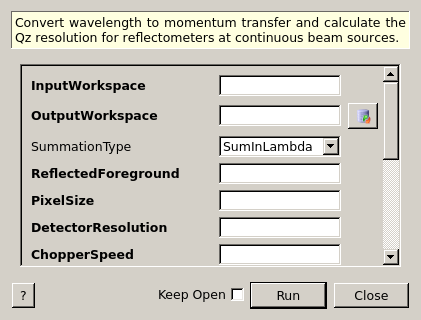 Convert wavelength to momentum transfer and calculate the
Qz resolution for reflectometers at continuous beam sources.
InputWorkspace
OutputWorkspace
SummationType SumInLambda
ReflectedForeground
PixelSize
DetectorResolution
ChopperSpeed
? Keep Open Run Close